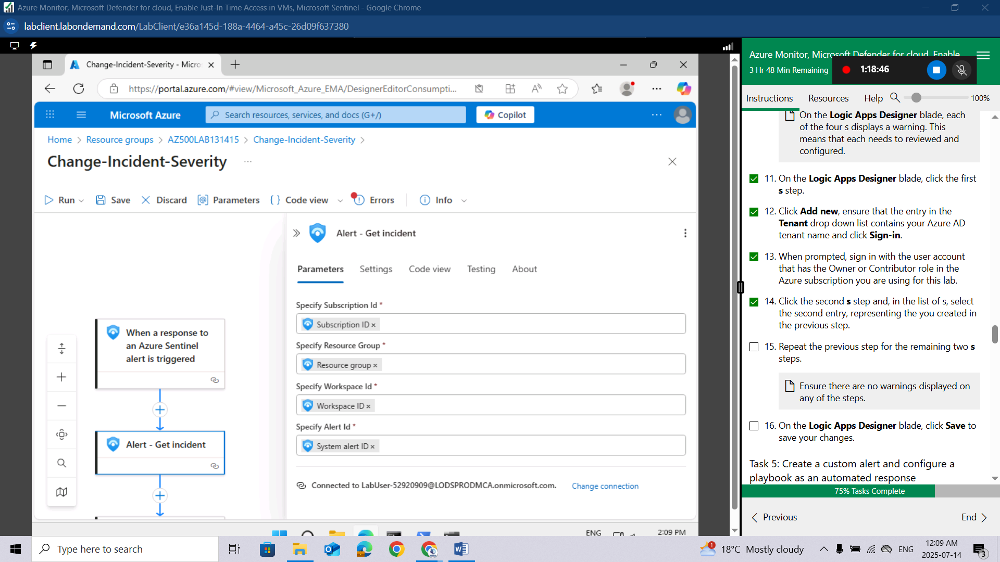 Azure Monitor, Microsoft Defender for cloud, Enable Just-In Time Access in VMs, Microsoft Sentinel - Google Chrome
labclient.labondemand.com/LabClient/e36a145d-188a-4464-a45c-26d09f637380
Change-Incident-Severity - Micro
https://portal.azure.com/#view/Microsoft_Azure_EMA/DesignerEditorConsumpti...
Microsoft Azure
Search resources, services, and docs (G+/)
Copilot
Home > Resource groups > AZ500LAB131415 > Change-Incident-Severity >
Change-Incident-Severity ...
Run
Save
Discard
Parameters
Code view
Errors
Info
When a response to
an Azure Sentinel
alert is triggered
Alert - Get incident
Alert - Get incident
Parameters
Settings
Code view
Testing
About
Specify Subscription Id *
Subscription ID ×
Specify Resource Group *
Resource group ×
Specify Workspace Id *
Workspace ID ×
Specify Alert Id *
System alert ID ×
Connected to LabUser-52920909@LODSPRODMCA.onmicrosoft.com.
Change connection
ENG
2:09 PM
Azure Monitor, Microsoft Defender for cloud, Enable
3 Hr 48 Min Remaining
1:18:46
Instructions
Resources
Help
100%
On the Logic Apps Designer blade, each
of the four s displays a warning. This
means that each needs to reviewed and
configured.
11. On the Logic Apps Designer blade, click the first
s step.
12. Click Add new, ensure that the entry in the
Tenant drop down list contains your Azure AD
tenant name and click Sign-in.
13. When prompted, sign in with the user account
that has the Owner or Contributor role in the
Azure subscription you are using for this lab.
14. Click the second s step and, in the list of s, select
the second entry, representing the you created in
the previous step.
15. Repeat the previous step for the remaining two s
steps.
Ensure there are no warnings displayed on
any of the steps.
16. On the Logic Apps Designer blade, click Save to
save your changes.
Task 5: Create a custom alert and configure a
playbook as an automated response
75% Tasks Complete
Previous
End
Type here to search
1
18°C Mostly cloudy
ENG
12:09 AM
2025-07-14
3